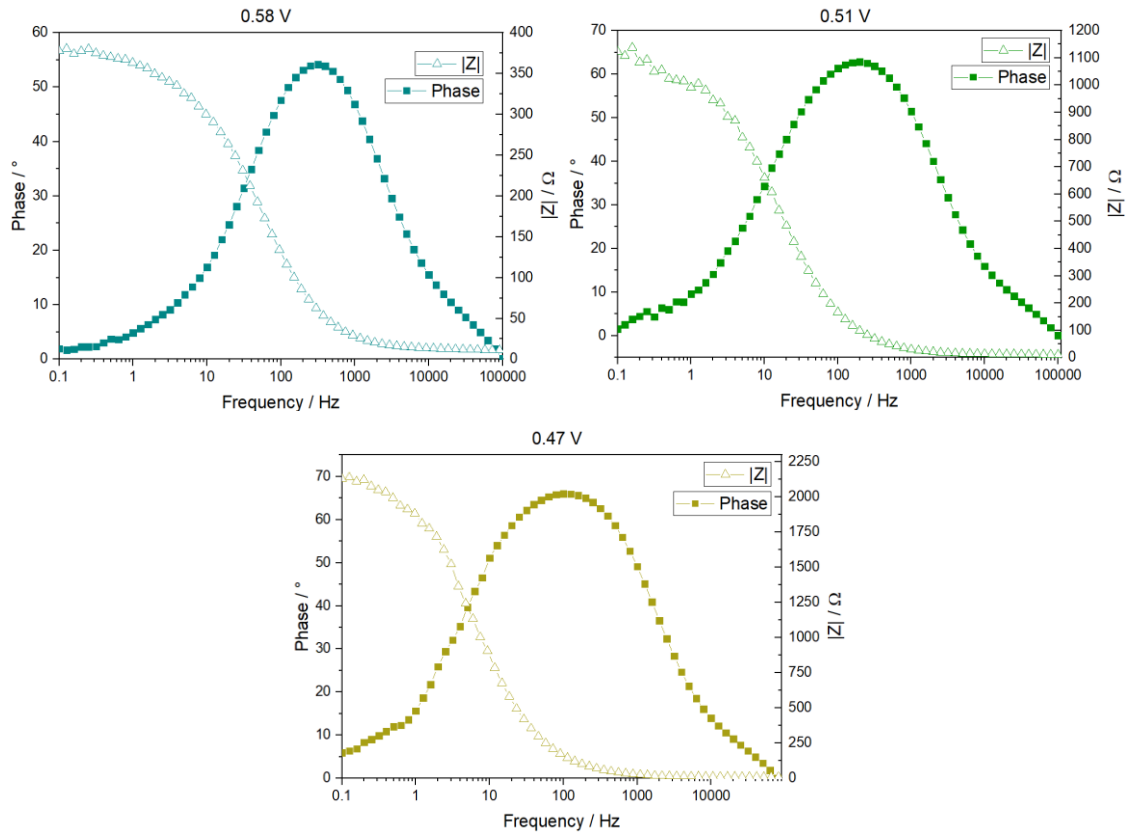 0.58 V
60
50
40
30
20
10
0
Phase / °
400
350
300
250
200
150
100
50
0
|Z| / Ω
|Z|
Phase
0.1 1 10 100 1000 10000 100000
Frequency / Hz
0.51 V
70
60
50
40
30
20
10
0
Phase / °
1200
1100
1000
900
800
700
600
500
400
300
200
100
0
|Z| / Ω
|Z|
Phase
0.1 1 10 100 1000 10000 100000
Frequency / Hz
0.47 V
70
60
50
40
30
20
10
0
Phase / °
2250
2000
1750
1500
1250
1000
750
500
250
0
|Z| / Ω
|Z|
Phase
0.1 1 10 100 1000 10000
Frequency / Hz